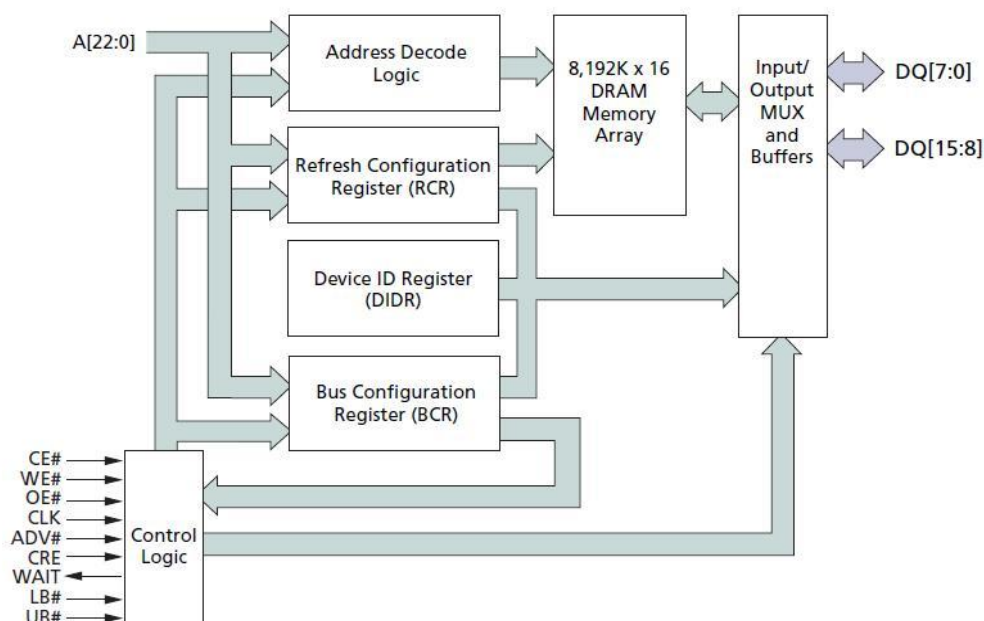 A[22:0]
Address Decode
Logic
8,192K x 16
DRAM
Memory
Array
Input/
Output
MUX
and
Buffers
DQ[7:0]
DQ[15:8]
Refresh Configuration
Register (RCR)
Device ID Register
(DIDR)
Bus Configuration
Register (BCR)
CE#
WE#
OE#
CLK
ADV#
CRE
WAIT
LB#
UB#
Control
Logic